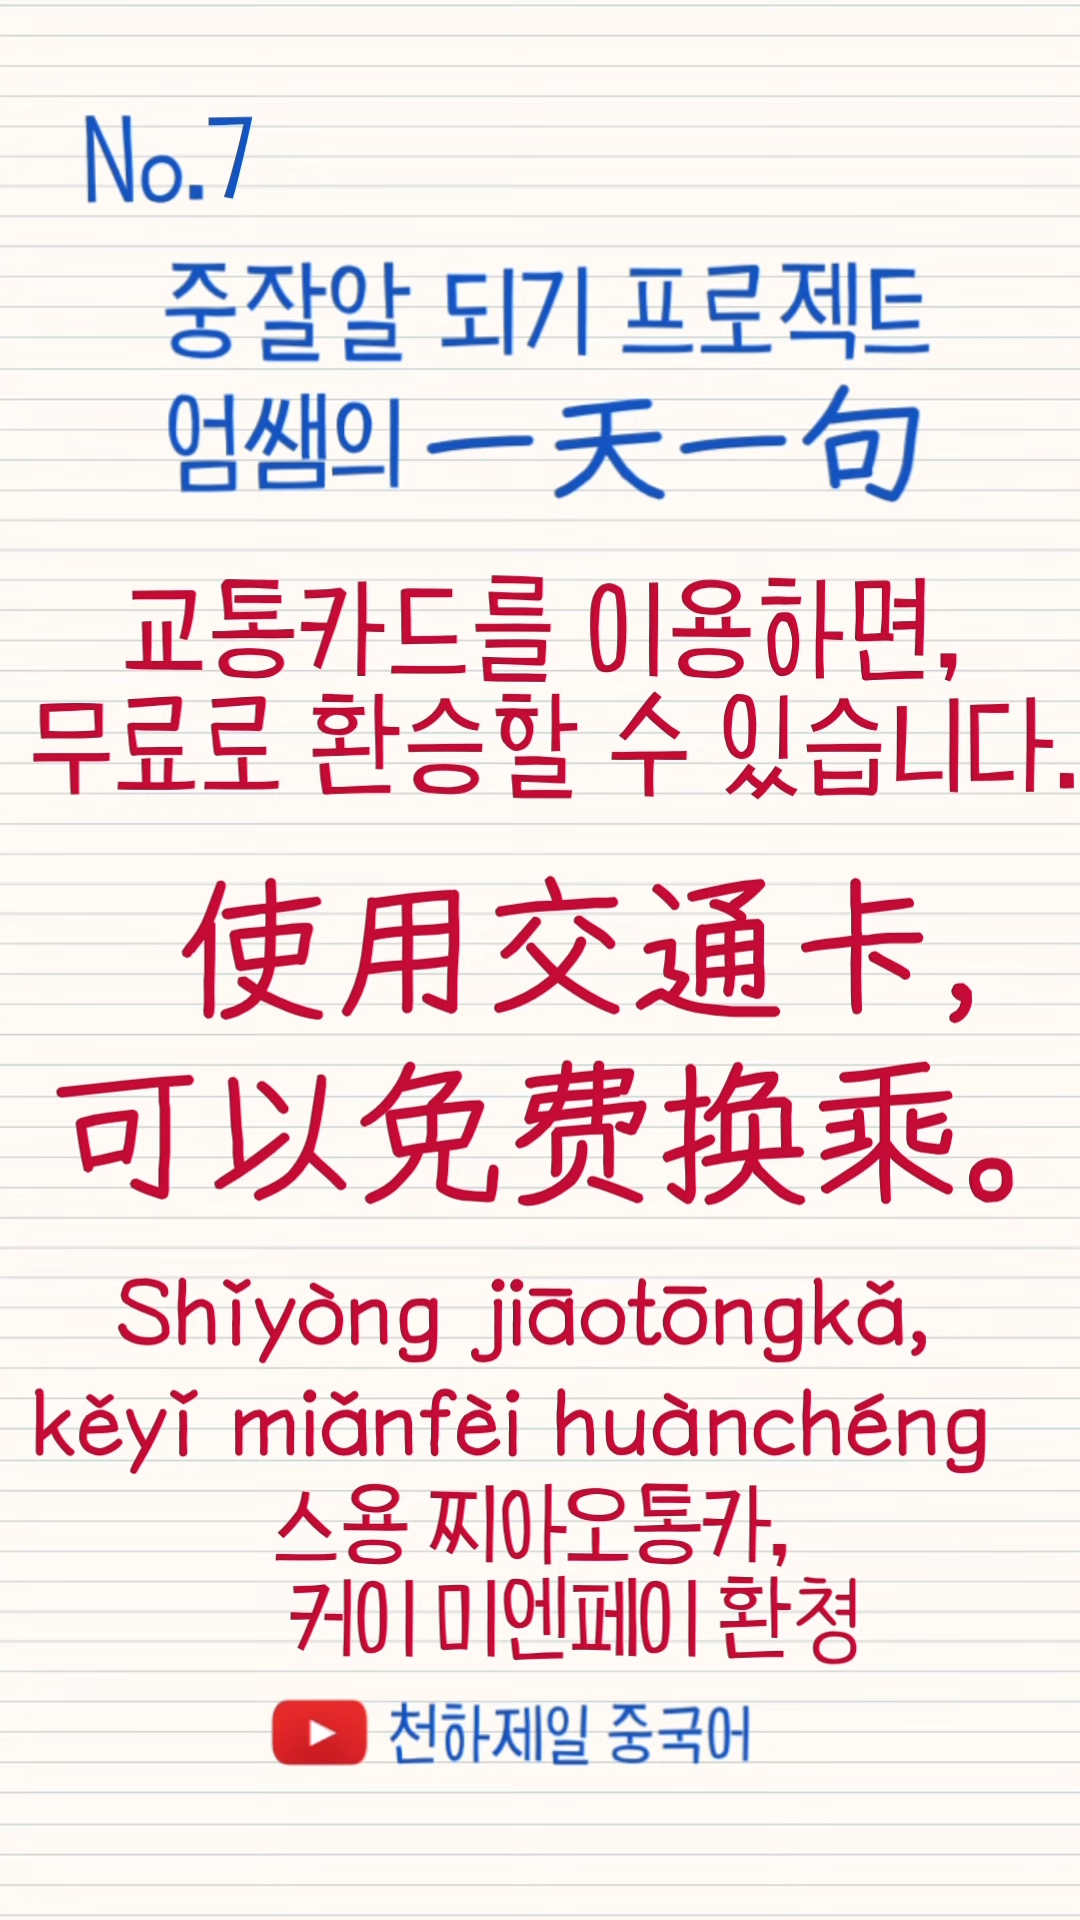 No.7
중잘알 되기 프로젝트
엄쌤의 一天一句
교통카드를 이용하면,
무료로 환승할 수 있습니다.
使用交通卡,
可以免费换乘。
Shǐyòng jiāotōngkǎ,
kěyǐ miǎnfèi huànchéng
스용 찌아오통카,
커이 미엔페이 환청
천하제일 중국어